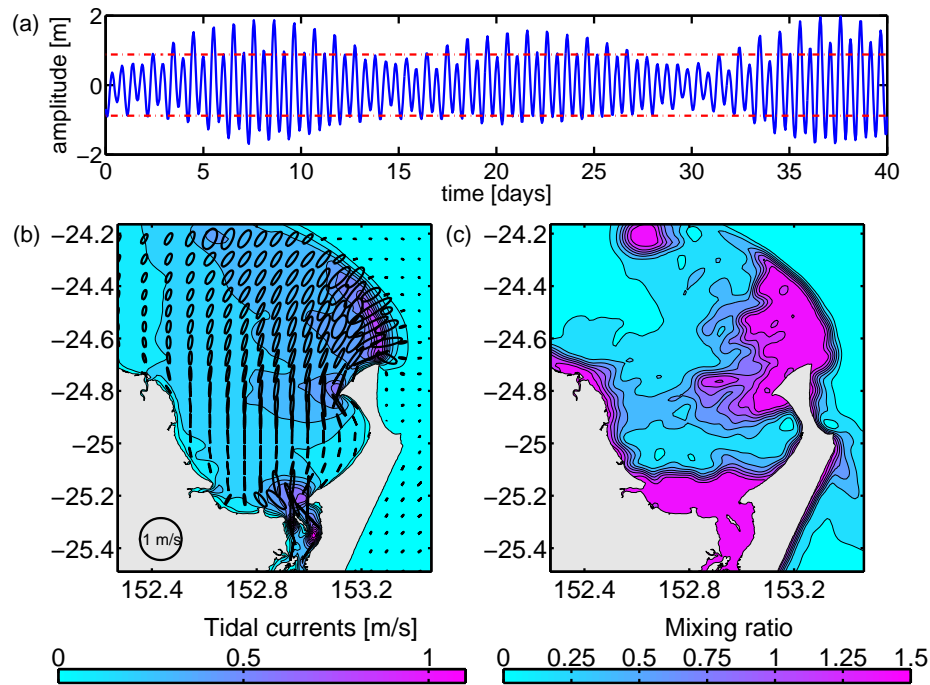 (a)
amplitude [m]
2
0
−2
0 5 10 15 20 25 30 35 40
time [days]
(b)
−24.2
−24.4
−24.6
−24.8
−25
−25.2
−25.4
1 m/s
152.4 152.8 153.2
(c)
−24.2
−24.4
−24.6
−24.8
−25
−25.2
−25.4
152.4 152.8 153.2
Tidal currents [m/s]
0 0.5 1
Mixing ratio
0 0.25 0.75 1 1.25 1.5